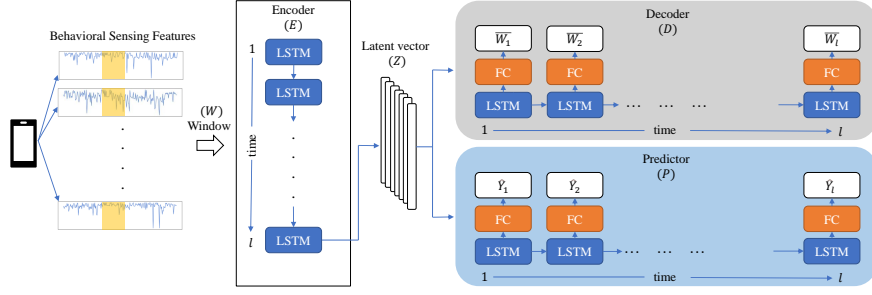 Behavioral Sensing Features
.
.
.
.
(W)
Window
Encoder
(E)
1
time
l
LSTM
LSTM
.
.
.
.
LSTM
Latent vector
(Z)
Decoder
(D)
W̅₁ W̅₂ W̅ₗ
FC FC FC
LSTM LSTM ... ... ... LSTM
1 time l
Predictor
(P)
Ŷ₁ Ŷ₂ Ŷₗ
FC FC FC
LSTM LSTM ... ... ... LSTM
1 time l